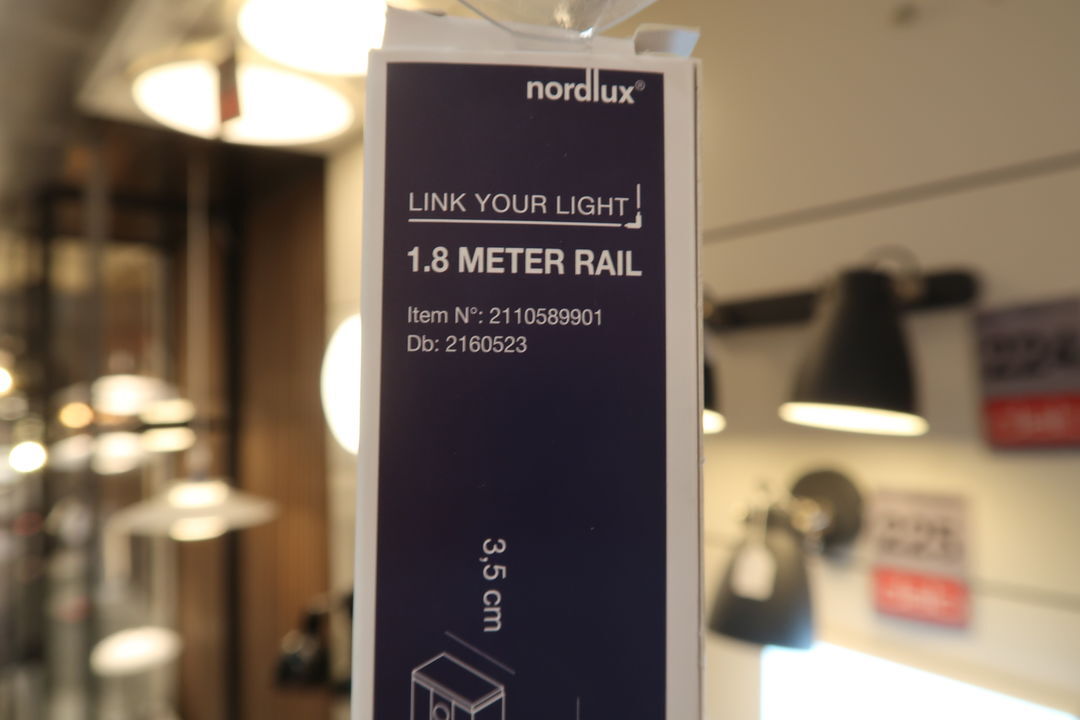 nordlux®
LINK YOUR LIGHT
1.8 METER RAIL
Item N°: 2110589901
Db: 2160523
3,5 cm